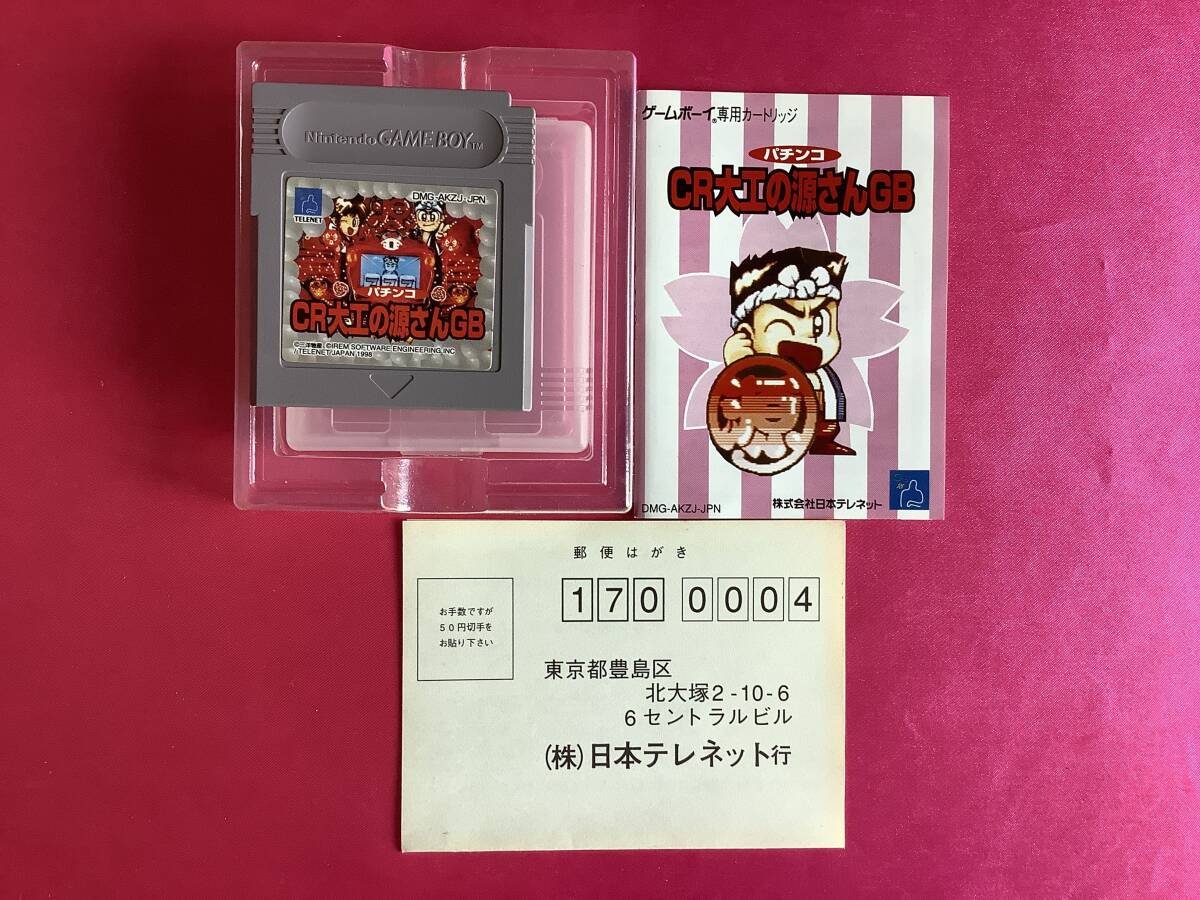 Nintendo GAME BOY TM
TELENET
DMG-AKZJ-JPN
パチンコ
CR大工の源さんGB
©三洋物産 ©IREM SOFTWARE ENGINEERING INC
/ TELENET/JAPAN 1998
ゲームボーイ®専用カートリッジ
パチンコ
CR大工の源さんGB
DMG-AKZJ-JPN
株式会社日本テレネット
郵便はがき
170 0004
お手数ですが
50円切手を
お貼り下さい
東京都豊島区
北大塚2-10-6
6セントラルビル
(株)日本テレネット行